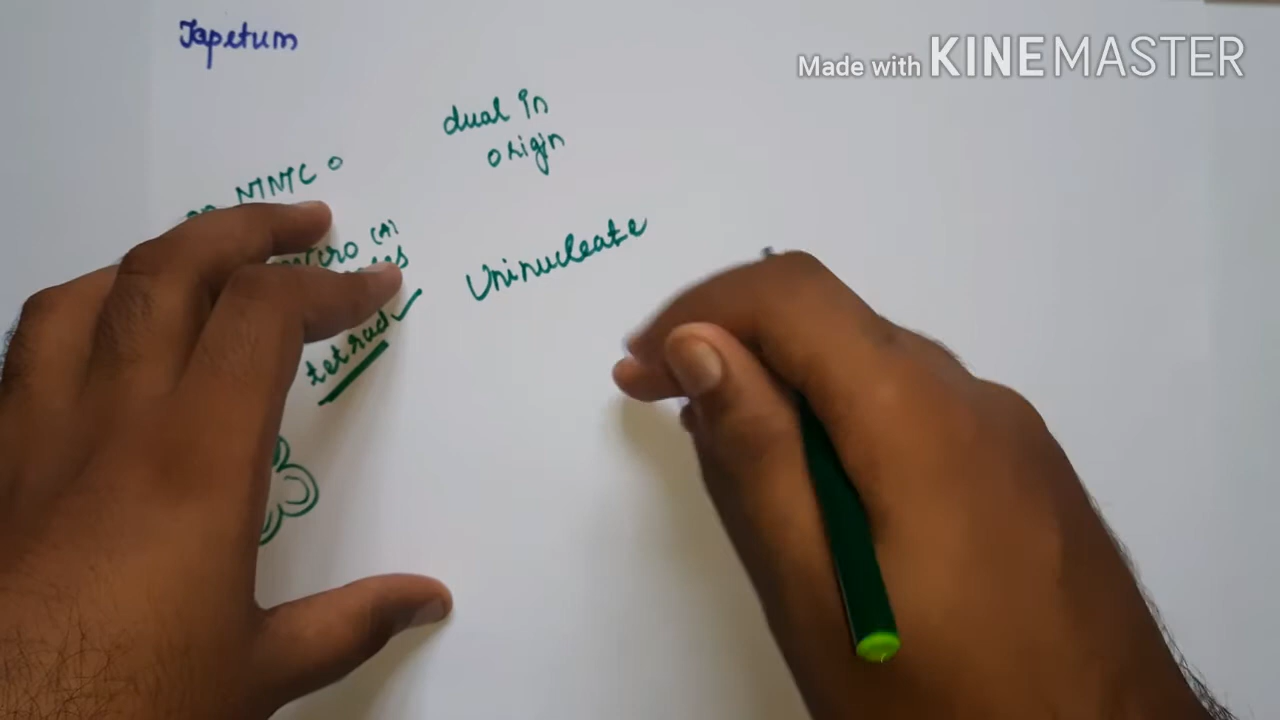 Tapetum
Made with KINEMASTER
dual in
origin
(A)
Uninucleate
tetrad ✓